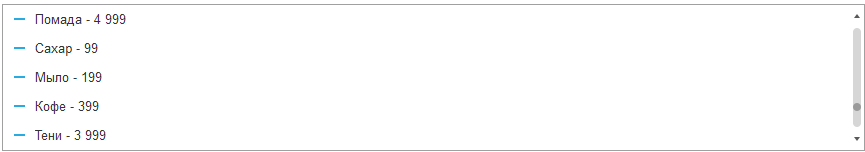 Помада - 4 999
Сахар - 99
Мыло - 199
Кофе - 399
Тени - 3 999